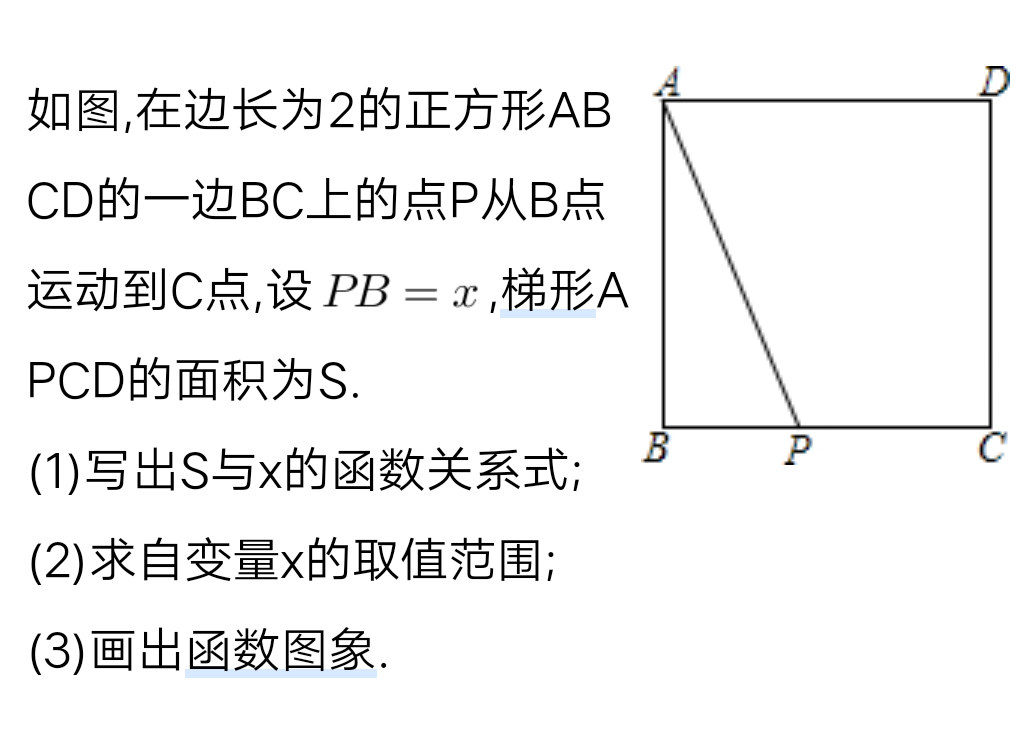 如图,在边长为2的正方形AB
CD的一边BC上的点P从B点
运动到C点,设PB = x,梯形A
PCD的面积为S.
(1)写出S与x的函数关系式;
(2)求自变量x的取值范围;
(3)画出函数图象.
A
D
B
P
C